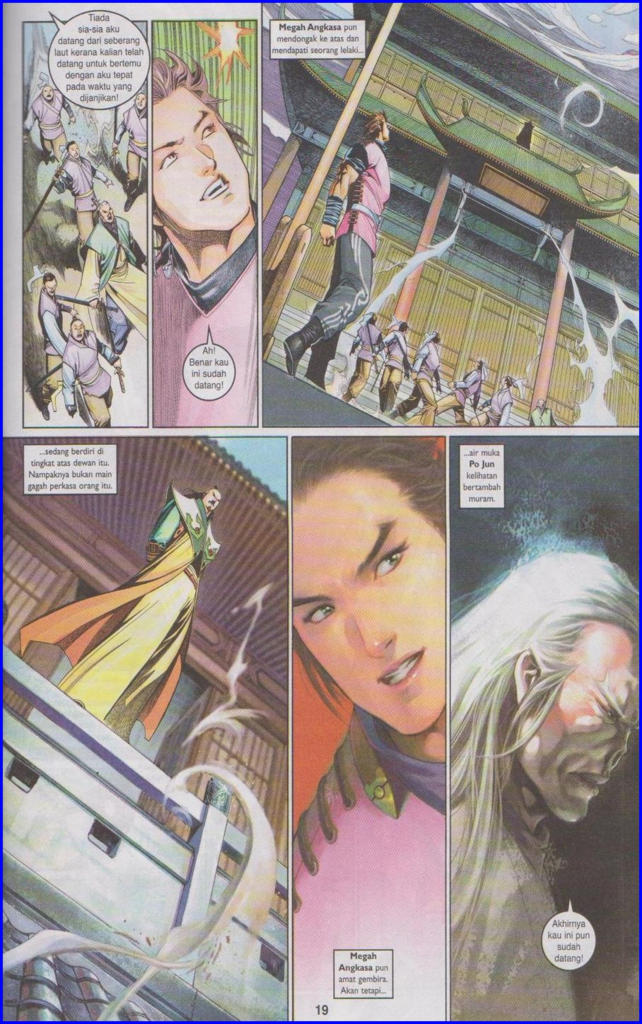 Tiada
sia-sia aku
datang dari seberang
laut kerana kalian telah
datang untuk bertemu
dengan aku tepat
pada waktu yang
dijanjikan!
Ah!
Benar kau
ini sudah
datang!
Megah Angkasa pun
mendongak ke atas dan
mendapati seorang lelaki...
...sedang berdiri di
tingkat atas dewan itu.
Nampaknya bukan main
gagah perkasa orang itu.
Megah
Angkasa pun
amat gembira.
Akan tetapi...
...air muka
Po Jun
kelihatan
bertambah
muram.
Akhirnya
kau ini pun
sudah
datang!
19